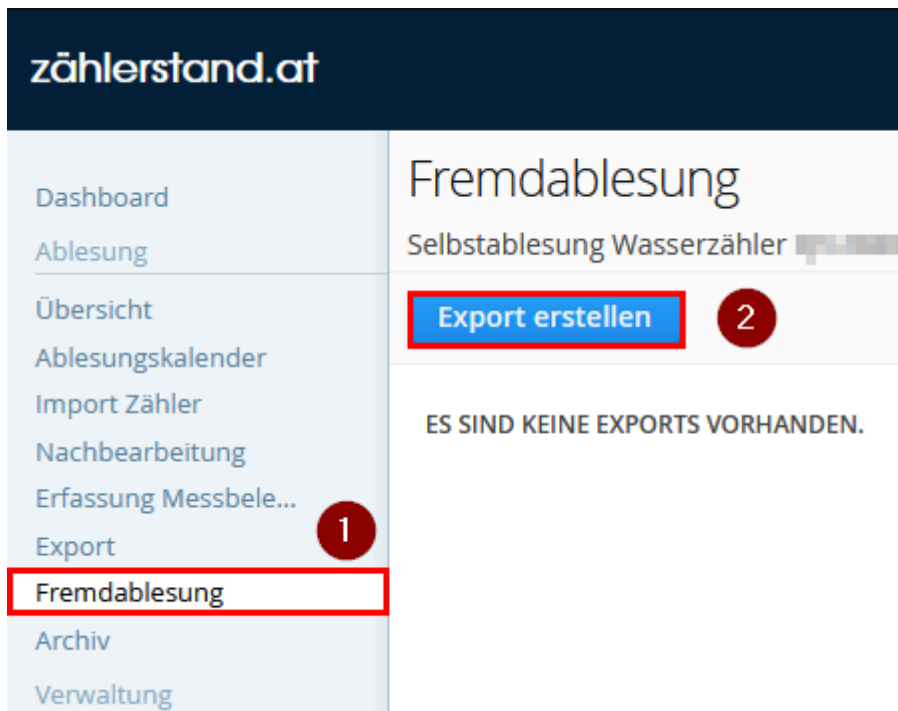 zählerstand.at
Dashboard
Ablesung
Übersicht
Ablesungskalender
Import Zähler
Nachbearbeitung
Erfassung Messbele...
Export
1
Fremdablesung
Archiv
Verwaltung
Fremdablesung
Selbstablesung Wasserzähler
Export erstellen
2
ES SIND KEINE EXPORTS VORHANDEN.